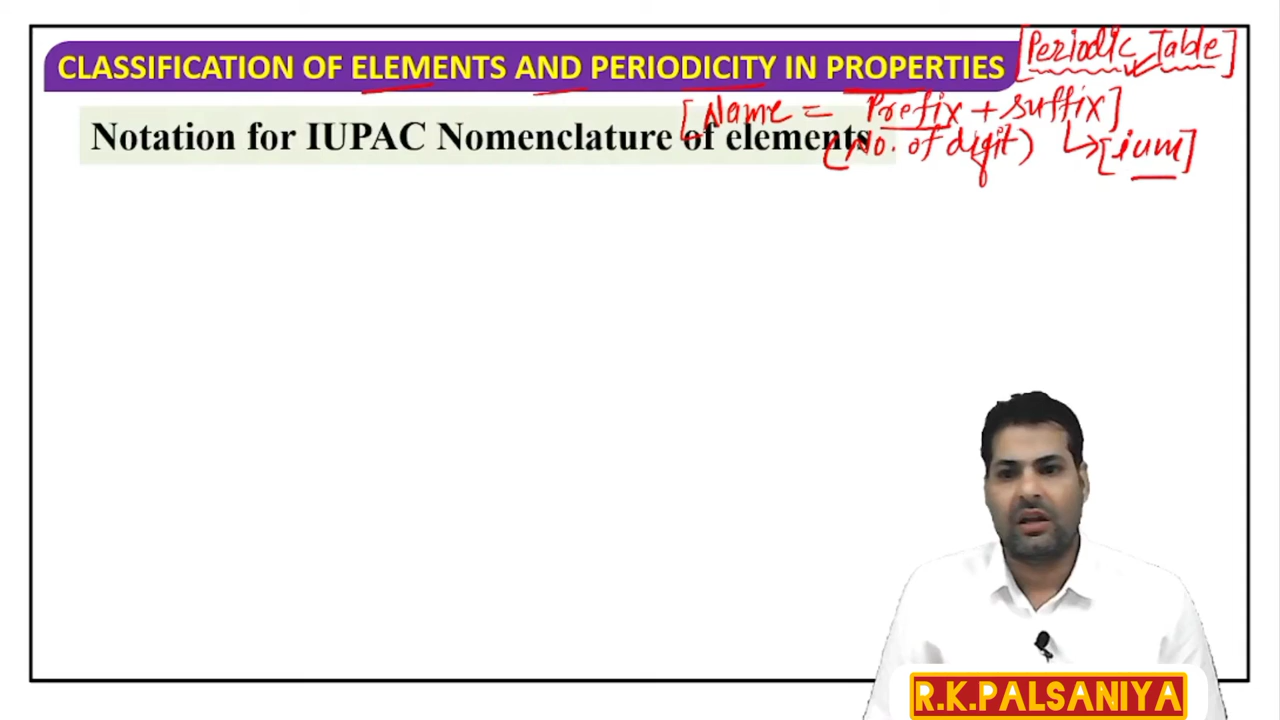 [Periodic Table]
CLASSIFICATION OF ELEMENTS AND PERIODICITY IN PROPERTIES
[Name = Prefix + suffix]
Notation for IUPAC Nomenclature of elements
(No. of digit) ↳ [ium]
R.K.PALSANIYA